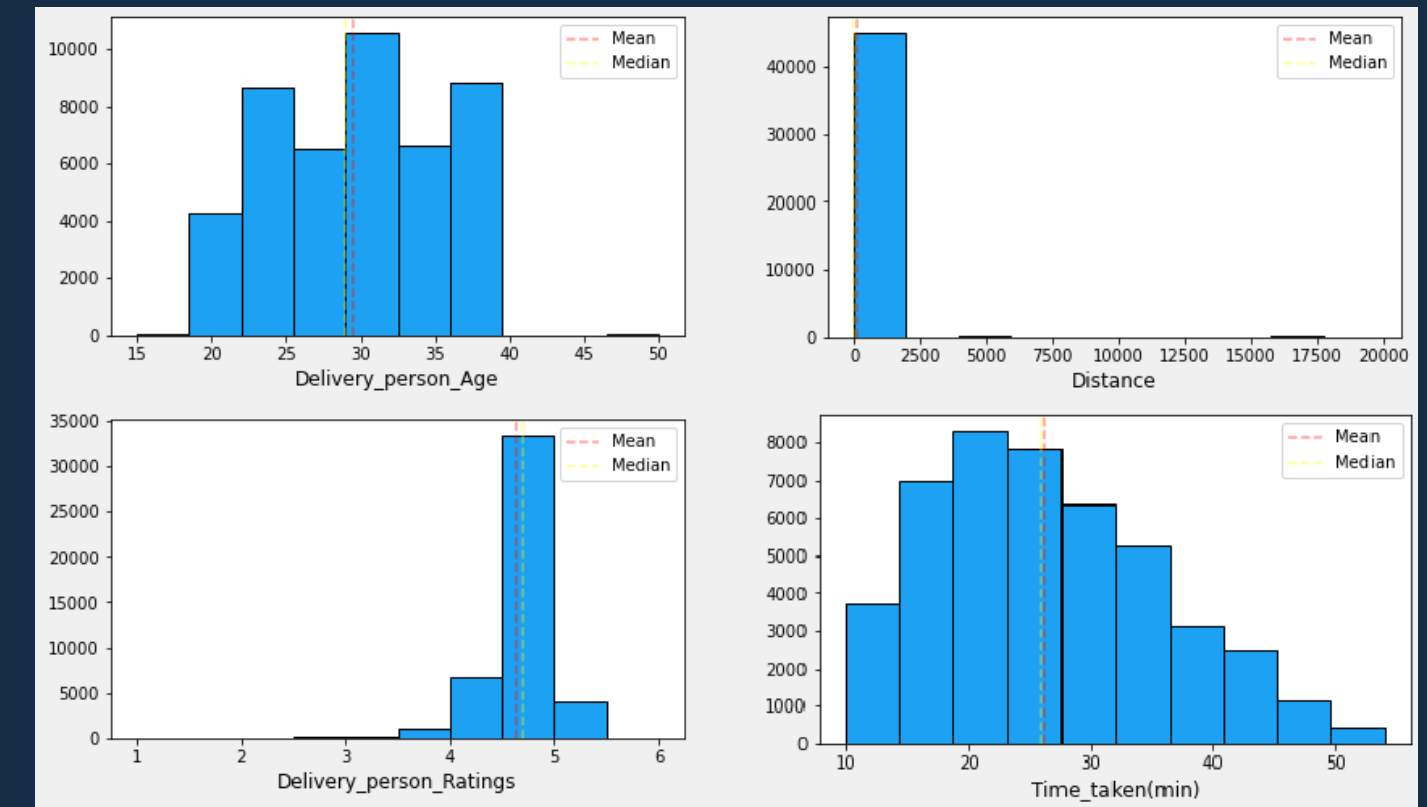 10000
8000
6000
4000
2000
0
15 20 25 30 35 40 45 50
Delivery_person_Age
Mean
Median
40000
30000
20000
10000
0
0 2500 5000 7500 10000 12500 15000 17500 20000
Distance
Mean
Median
35000
30000
25000
20000
15000
10000
5000
0
1 2 3 4 5 6
Delivery_person_Ratings
Mean
Median
8000
7000
6000
5000
4000
3000
2000
1000
0
10 20 30 40 50
Time_taken(min)
Mean
Median